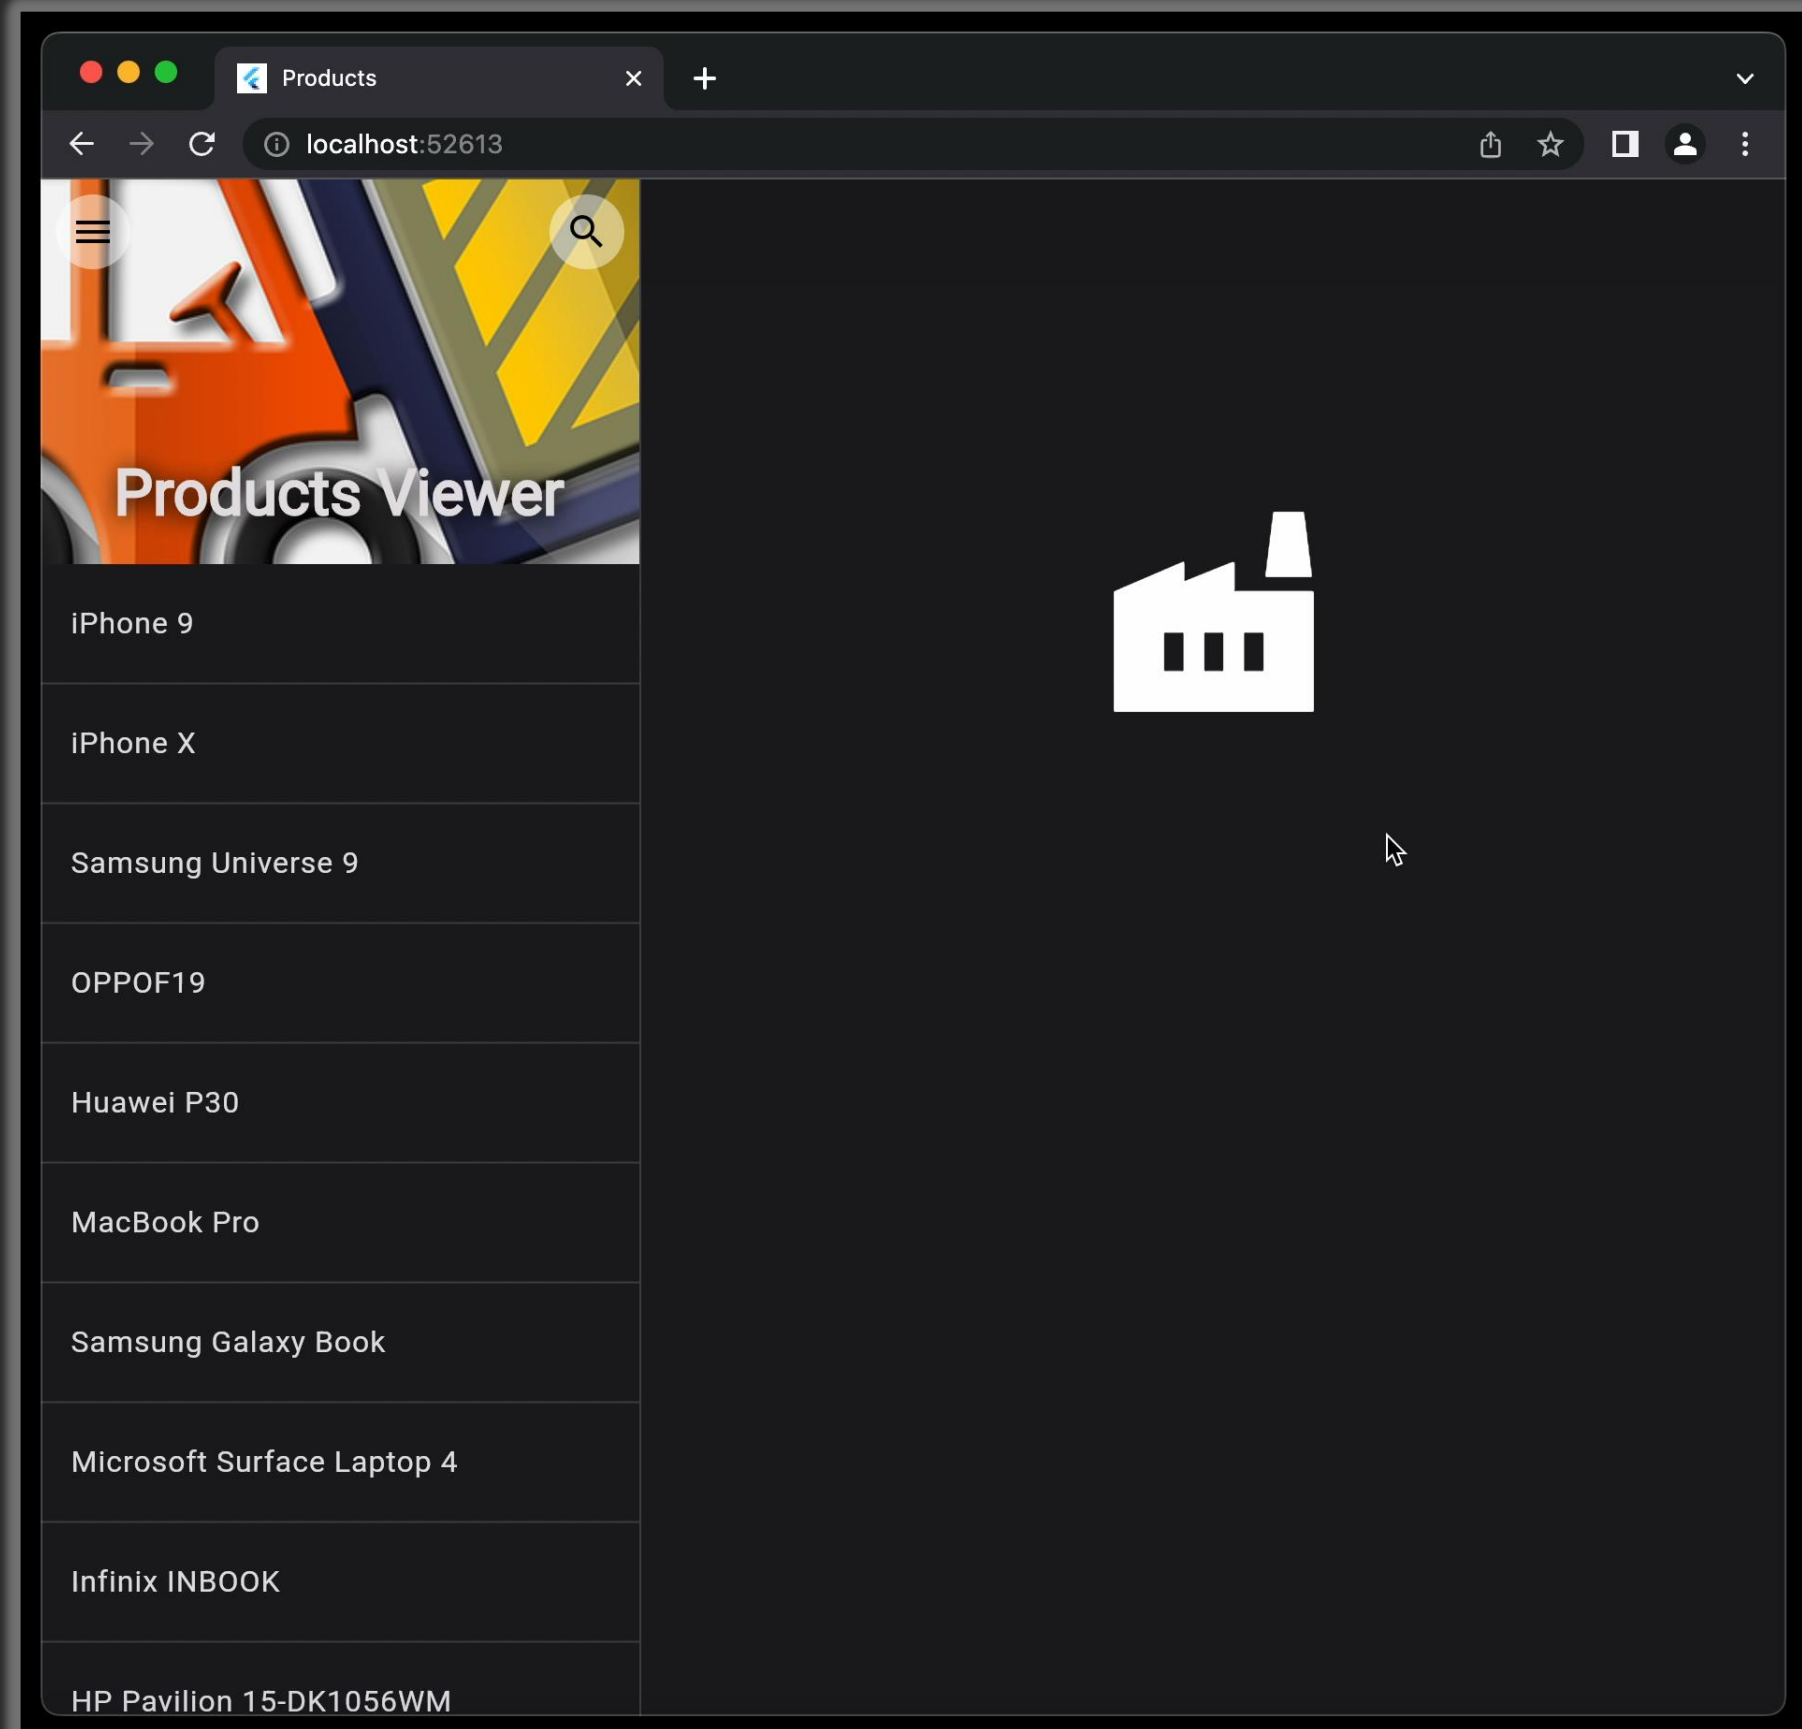 Products
localhost:52613
Products Viewer
iPhone 9
iPhone X
Samsung Universe 9
OPPOF19
Huawei P30
MacBook Pro
Samsung Galaxy Book
Microsoft Surface Laptop 4
Infinix INBOOK
HP Pavilion 15-DK1056WM